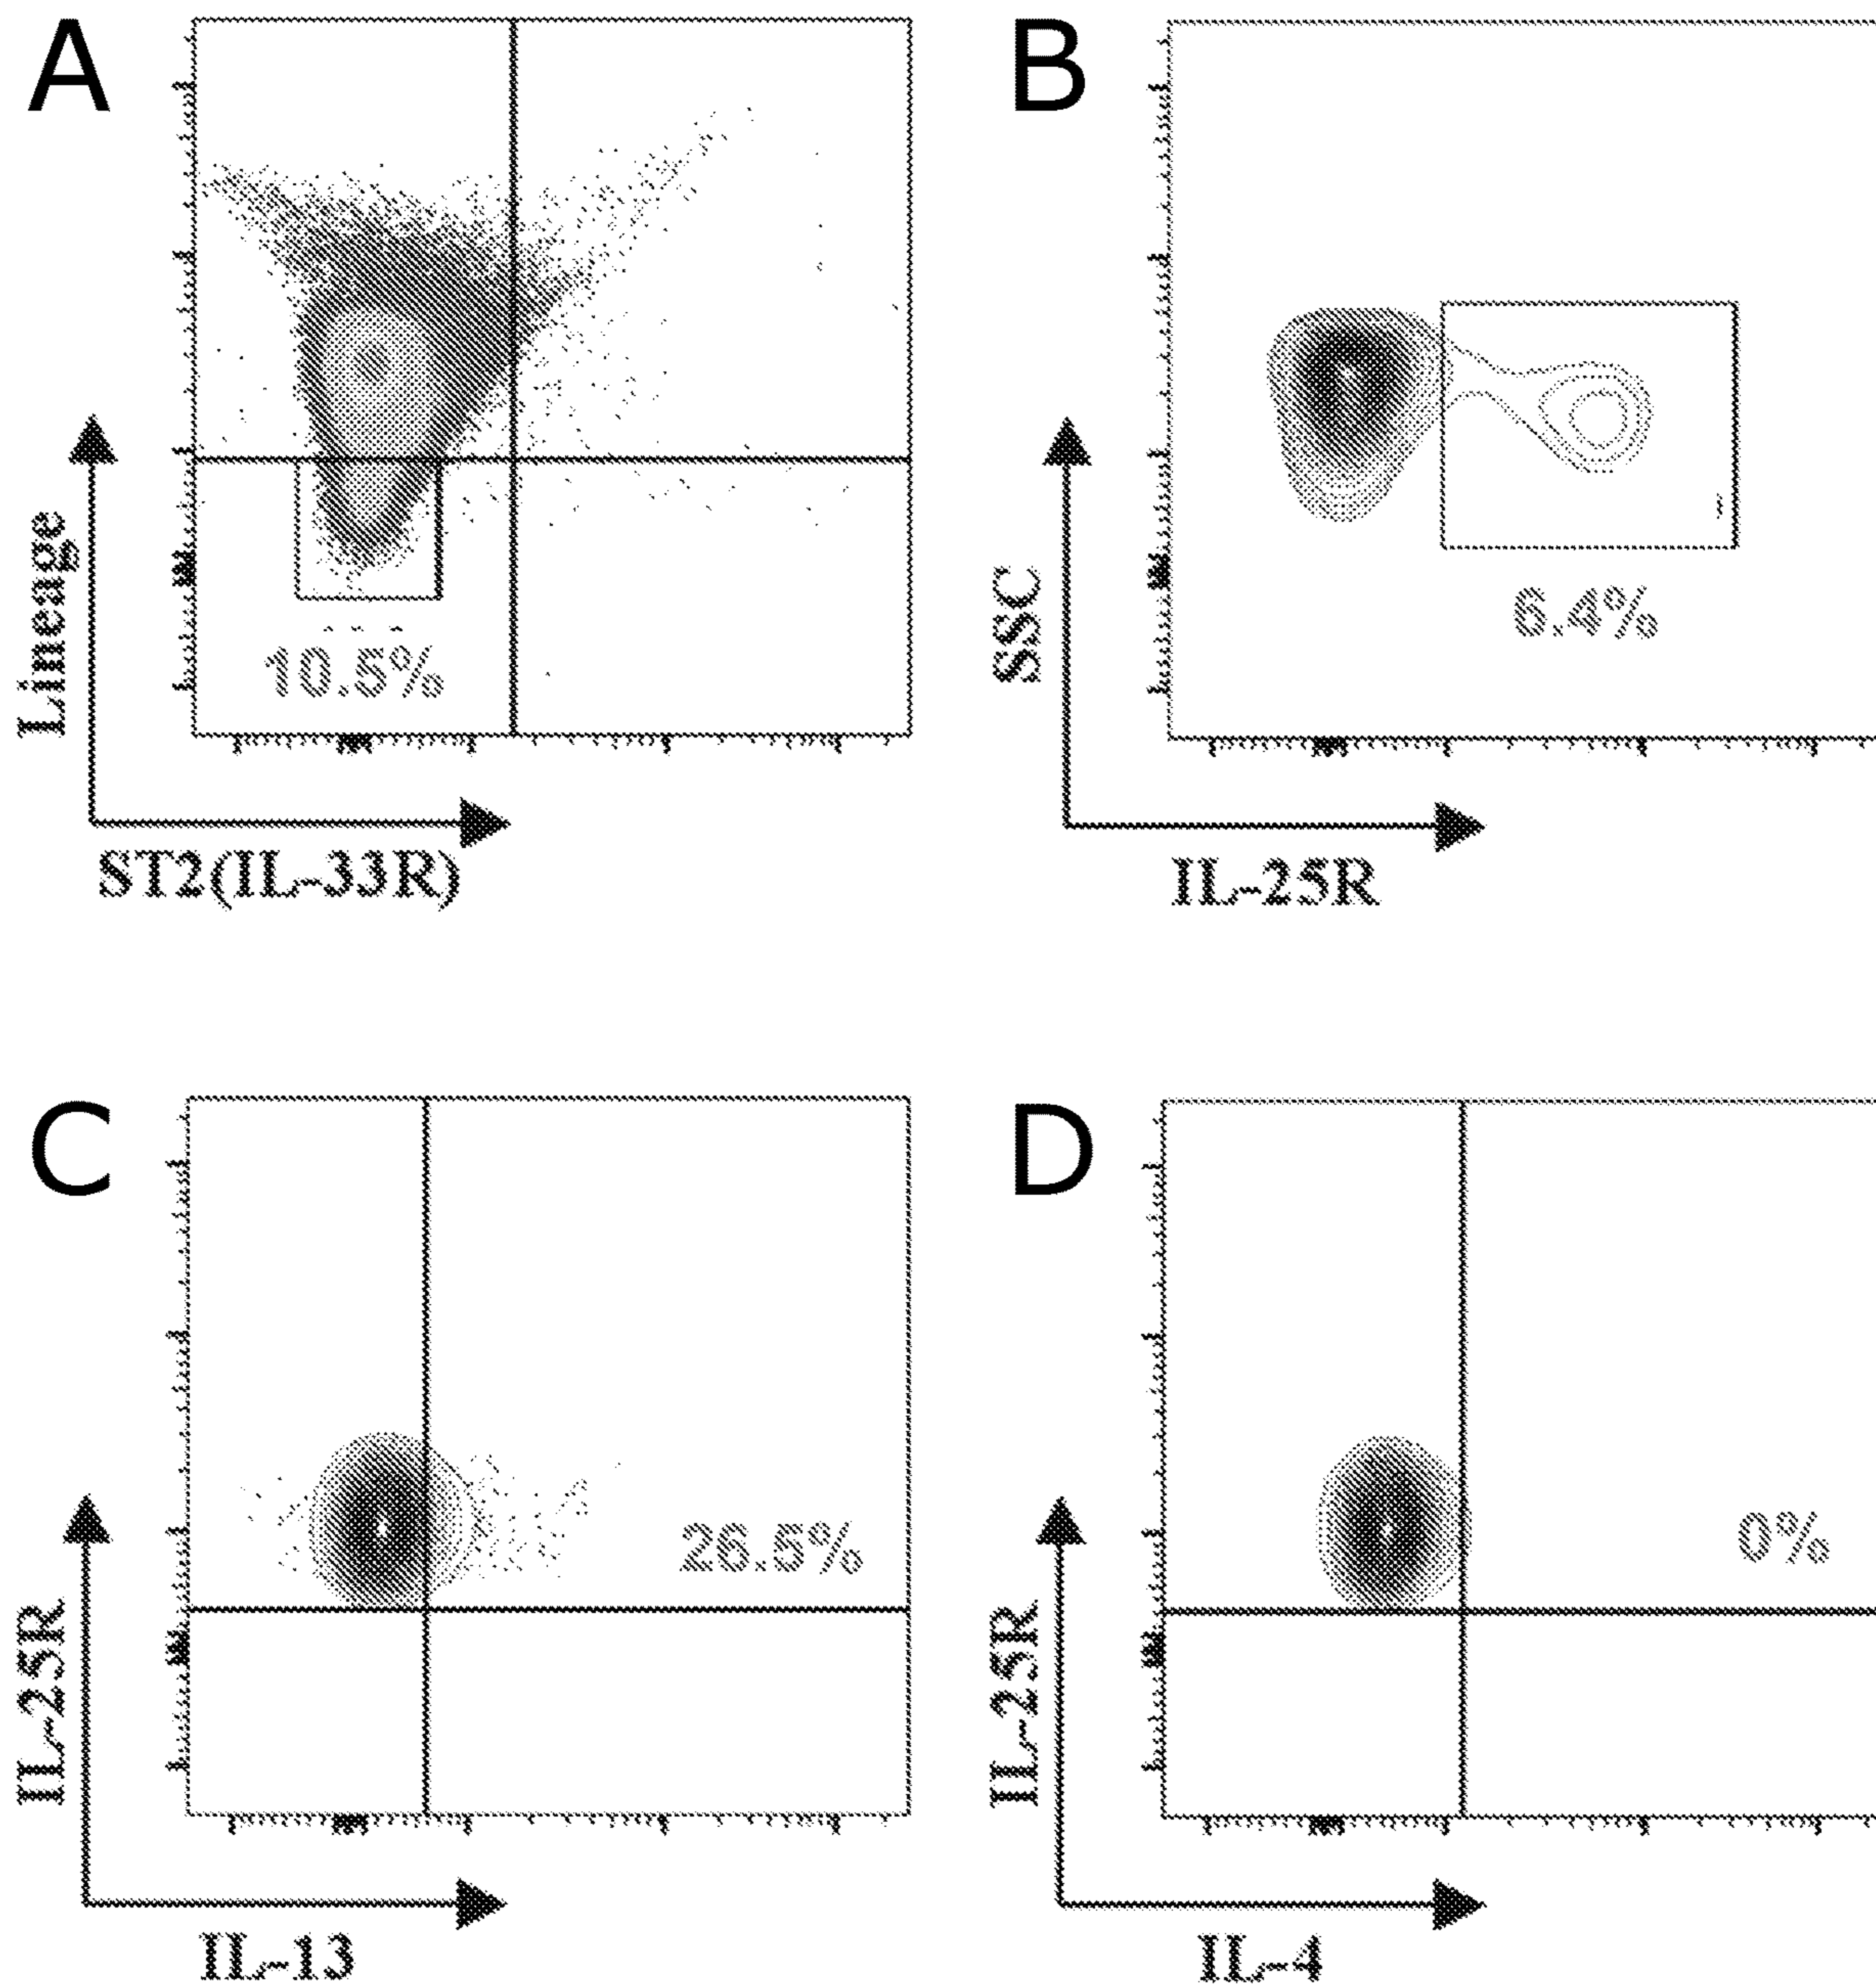 A
B
Lineage
10.5%
ST2(IL-33R)
SSC
6.4%
IL-25R
C
D
IL-25R
26.5%
IL-13
IL-25R
0%
IL-4